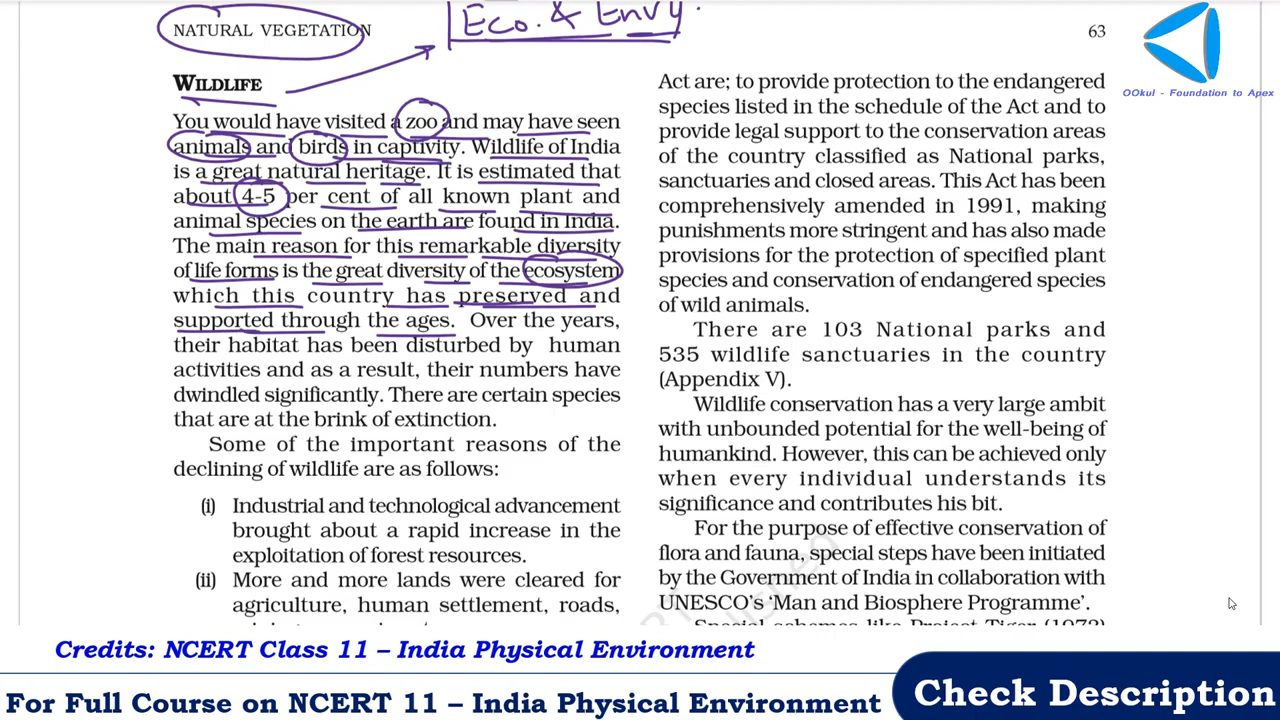 NATURAL VEGETATION
Eco. & Envy.
63
OOkul - Foundation to Apex
WILDLIFE
You would have visited a zoo and may have seen
animals and birds in captivity. Wildlife of India
is a great natural heritage. It is estimated that
about 4-5 per cent of all known plant and
animal species on the earth are found in India.
The main reason for this remarkable diversity
of life forms is the great diversity of the ecosystem
which this country has preserved and
supported through the ages. Over the years,
their habitat has been disturbed by human
activities and as a result, their numbers have
dwindled significantly. There are certain species
that are at the brink of extinction.
Some of the important reasons of the
declining of wildlife are as follows:
(i) Industrial and technological advancement
brought about a rapid increase in the
exploitation of forest resources.
(ii) More and more lands were cleared for
agriculture, human settlement, roads,
Act are; to provide protection to the endangered
species listed in the schedule of the Act and to
provide legal support to the conservation areas
of the country classified as National parks,
sanctuaries and closed areas. This Act has been
comprehensively amended in 1991, making
punishments more stringent and has also made
provisions for the protection of specified plant
species and conservation of endangered species
of wild animals.
There are 103 National parks and
535 wildlife sanctuaries in the country
(Appendix V).
Wildlife conservation has a very large ambit
with unbounded potential for the well-being of
humankind. However, this can be achieved only
when every individual understands its
significance and contributes his bit.
For the purpose of effective conservation of
flora and fauna, special steps have been initiated
by the Government of India in collaboration with
UNESCO's 'Man and Biosphere Programme'.
Special schemes like Project Tiger (1973)
Credits: NCERT Class 11 – India Physical Environment
For Full Course on NCERT 11 – India Physical Environment
Check Description